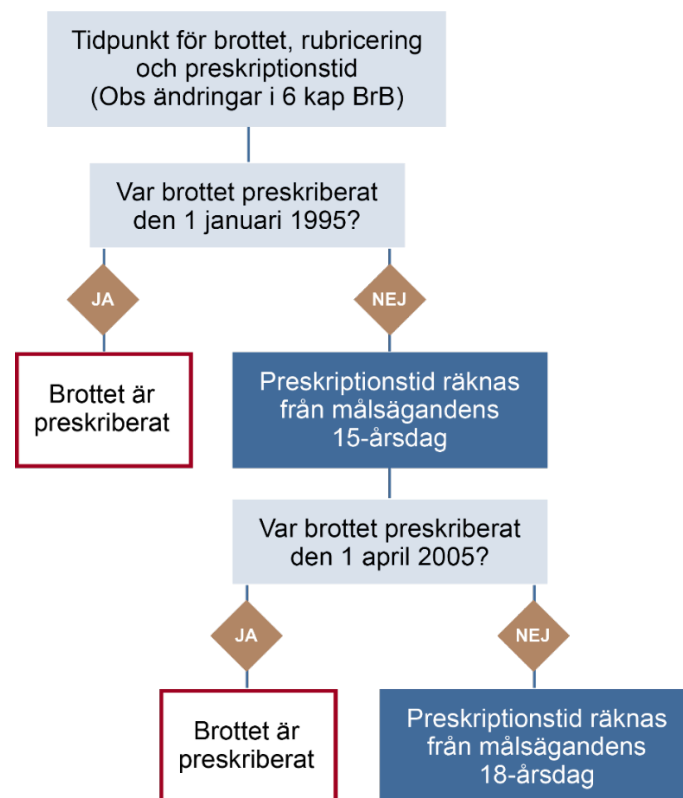 Tidpunkt för brottet, rubricering
och preskriptionstid
(Obs ändringar i 6 kap BrB)
Var brottet preskriberat
den 1 januari 1995?
JA
NEJ
Brottet är
preskriberat
Preskriptionstid räknas
från målsägandens
15-årsdag
Var brottet preskriberat
den 1 april 2005?
JA
NEJ
Brottet är
preskriberat
Preskriptionstid räknas
från målsägandens
18-årsdag